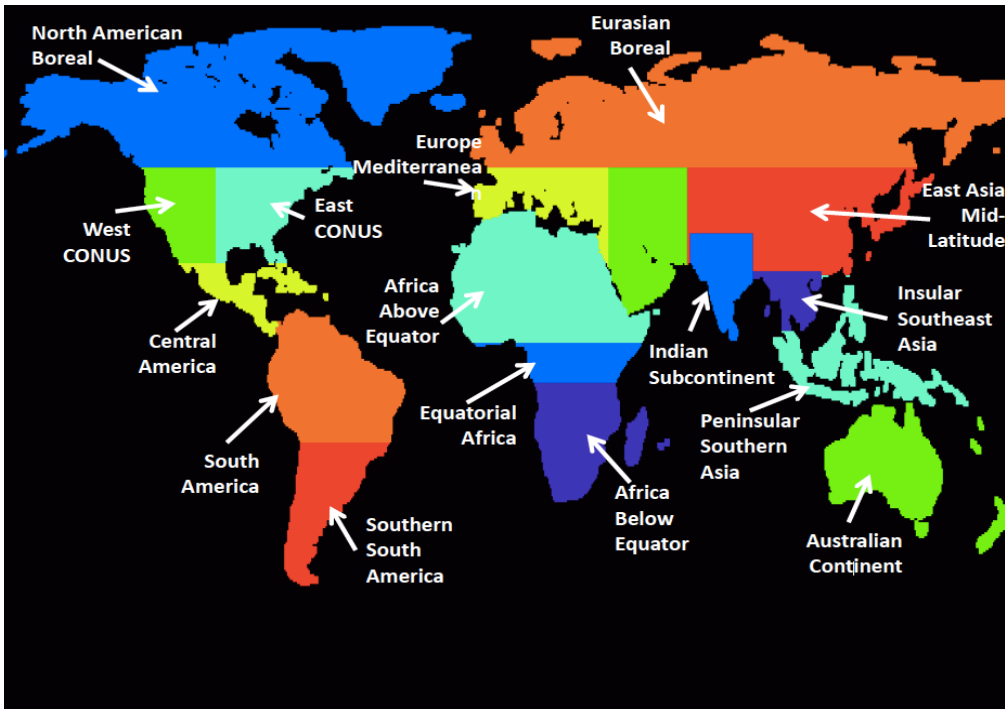 North American
Boreal
Eurasian
Boreal
Europe
Mediterranea
n
West
CONUS
East
CONUS
East Asia
Mid-
Latitude
Africa
Above
Equator
Central
America
Indian
Subcontinent
Insular
Southeast
Asia
Equatorial
Africa
Peninsular
Southern
Asia
South
America
Africa
Below
Equator
Southern
South
America
Australian
Continent